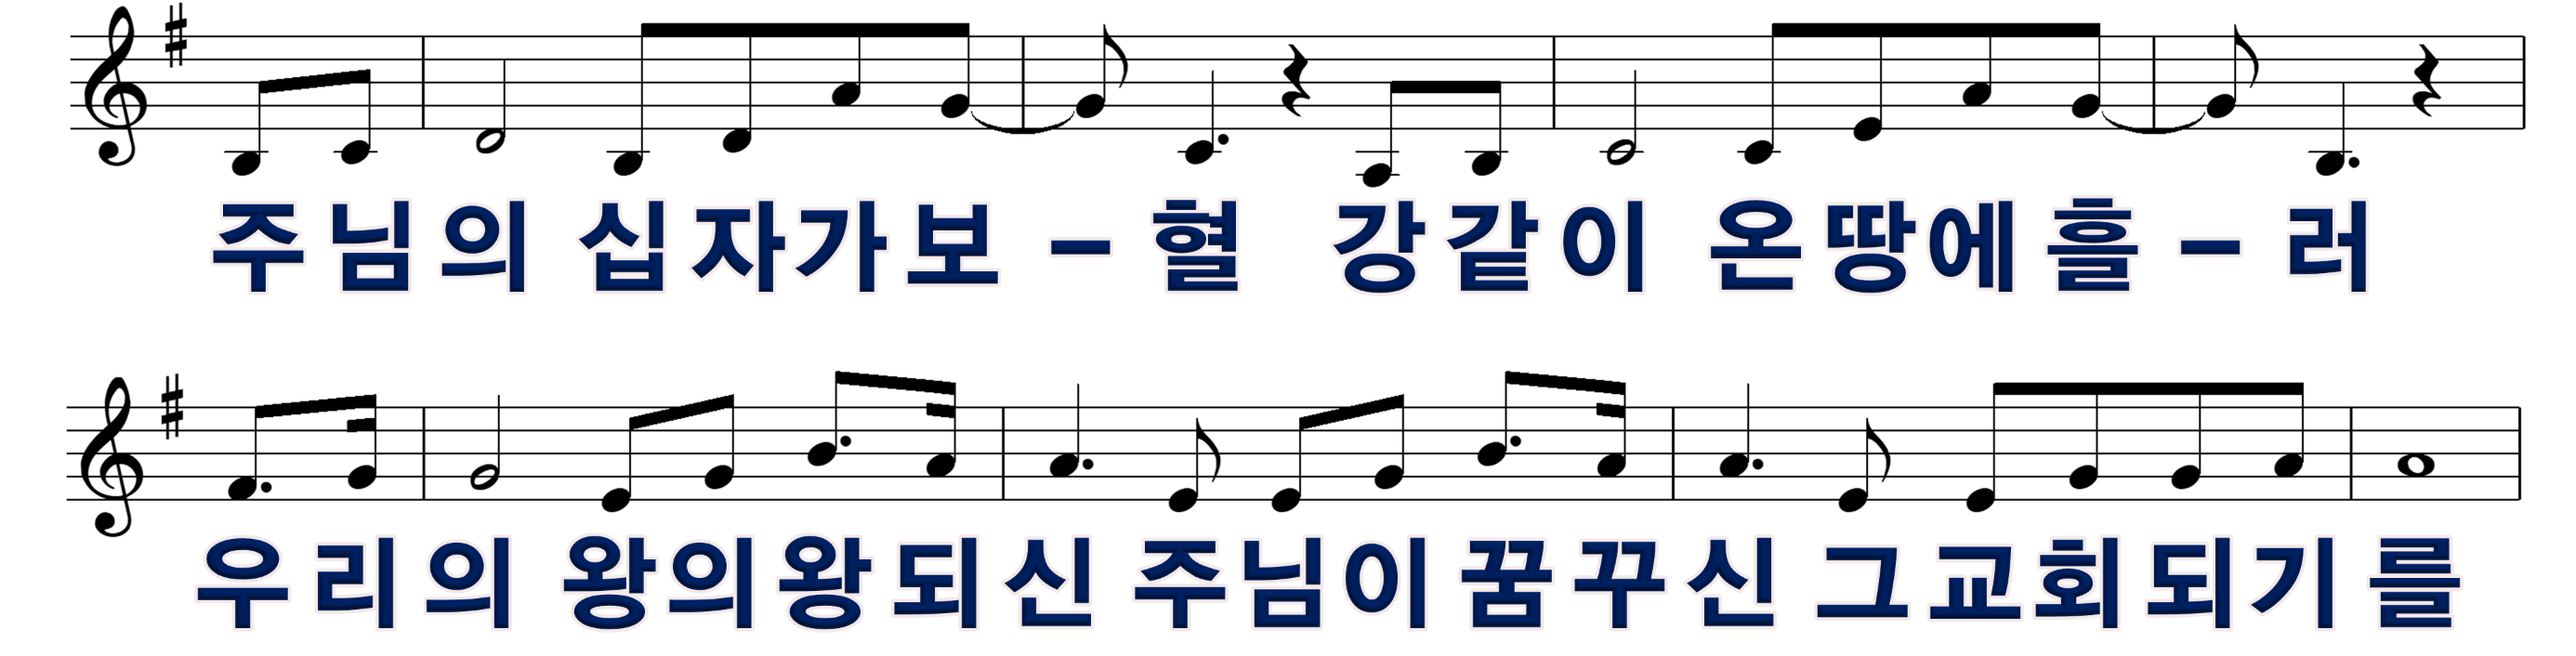 주님의 십자가보 - 혈 강같이 온땅에흘 - 러
우리의 왕의왕되신 주님이꿈꾸신 그교회되기를